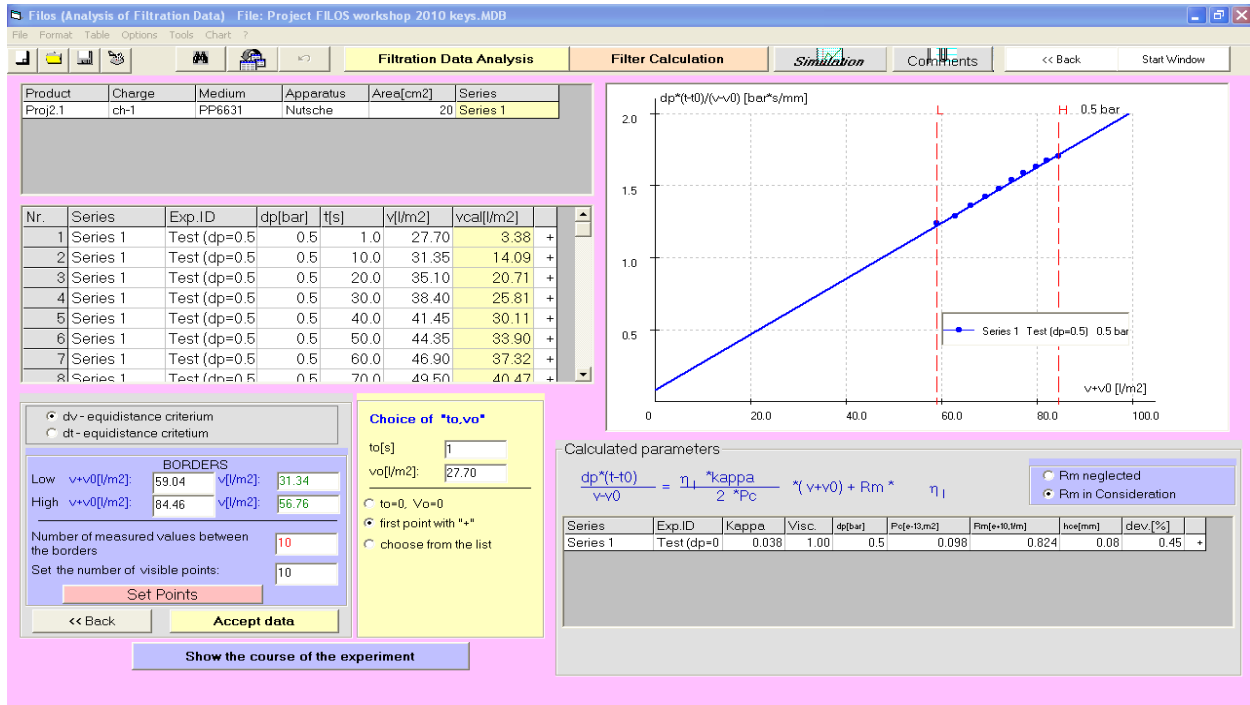 Filos (Analysis of Filtration Data) File: Project FILOS workshop 2010 keys.MDB
File Format Table Options Tools Chart ?
Filtration Data Analysis Filter Calculation Simulation Comments << Back Start Window
Product Charge Medium Apparatus Area[cm2] Series
Proj2.1 ch-1 PP6631 Nutsche 20 Series 1
Nr. Series Exp.ID dp[bar] t[s] v[l/m2] vcal[l/m2]
1 Series 1 Test (dp=0.5 0.5 1.0 27.70 3.38 +
2 Series 1 Test (dp=0.5 0.5 10.0 31.35 14.09 +
3 Series 1 Test (dp=0.5 0.5 20.0 35.10 20.71 +
4 Series 1 Test (dp=0.5 0.5 30.0 38.40 25.81 +
5 Series 1 Test (dp=0.5 0.5 40.0 41.45 30.11 +
6 Series 1 Test (dp=0.5 0.5 50.0 44.35 33.90 +
7 Series 1 Test (dp=0.5 0.5 60.0 46.90 37.32 +
8 Series 1 Test (dp=0.5 0.5 70.0 49.50 40.47 +
dp*(t-t0)/(v-v0) [bar*s/mm]
L H 0.5 bar
2.0
1.5
1.0
0.5
Series 1 Test (dp=0.5) 0.5 bar
v+v0 [l/m2]
0 20.0 40.0 60.0 80.0 100.0
dv - equidistance criterium
dt - equidistance critetium
BORDERS
Low v+v0[l/m2]: 59.04 v[l/m2]: 31.34
High v+v0[l/m2]: 84.46 v[l/m2]: 56.76
Number of measured values between
the borders 10
Set the number of visible points: 10
Set Points
<< Back Accept data
Show the course of the experiment
Choice of "to,vo"
to[s] 1
vo[l/m2]: 27.70
to=0, Vo=0
first point with "+"
choose from the list
Calculated parameters
dp*(t-t0) η l *kappa
= *( v+v0) + Rm * η l
v-v0 2 *Pc
Rm neglected
Rm in Consideration
Series Exp.ID Kappa Visc. dp[bar] Pc[e-13,m2] Rm[e+10,1/m] hce[mm] dev.[%]
Series 1 Test (dp=0 0.038 1.00 0.5 0.098 0.824 0.08 0.45 +